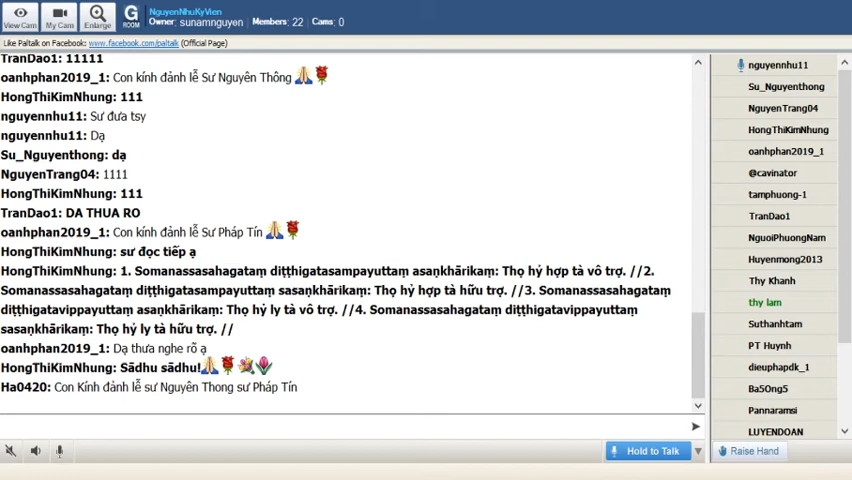 View Cam
My Cam
Enlarge
G
ROOM
NguyenNhuKyVien
Owner: sunamnguyen Members: 22 Cams: 0
Like Paltalk on Facebook: www.facebook.com/paltalk (Official Page)
TranDao1: 11111
oanhphan2019_1: Con kính đảnh lễ Sư Nguyên Thông
HongThiKimNhung: 111
nguyennhu11: Sư đưa tsy
nguyennhu11: Dạ
Su_Nguyenthong: dạ
NguyenTrang04: 1111
HongThiKimNhung: 111
TranDao1: DA THUA RO
oanhphan2019_1: Con kính đảnh lễ Sư Pháp Tín
HongThiKimNhung: sư đọc tiếp ạ
HongThiKimNhung: 1. Somanassasahagataṃ diṭṭhigatasampayuttaṃ asaṇkhārikaṃ: Thọ hỷ hợp tà vô trợ. //2.
Somanassasahagataṃ diṭṭhigatasampayuttaṃ sasaṇkhārikaṃ: Thọ hỷ hợp tà hữu trợ. //3. Somanassasahagataṃ
diṭṭhigatavippayuttaṃ asaṇkhārikaṃ: Thọ hỷ ly tà vô trợ. //4. Somanassasahagataṃ diṭṭhigatavippayuttaṃ
sasaṇkhārikaṃ: Thọ hỷ ly tà hữu trợ. //
oanhphan2019_1: Dạ thưa nghe rõ ạ
HongThiKimNhung: Sādhu sādhu!
Ha0420: Con Kính đảnh lễ sư Nguyên Thong sư Pháp Tín
nguyennhu11
Su_Nguyenthong
NguyenTrang04
HongThiKimNhung
oanhphan2019_1
@cavinator
tamphuong-1
TranDao1
NguoiPhuongNam
Huyenmong2013
Thy Khanh
thy lam
Suthanhtam
PT Huynh
dieuphapdk_1
Ba5Ong5
Pannaramsi
LUYENDOAN
Hold to Talk
Raise Hand